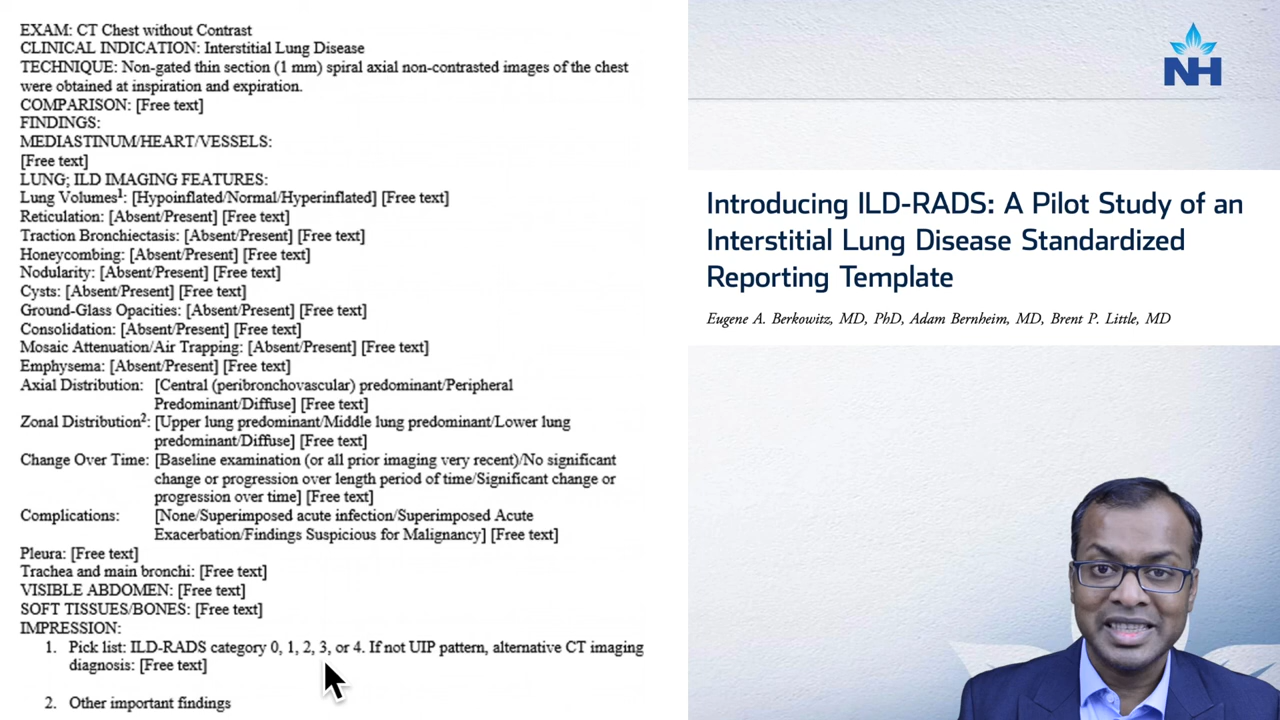 EXAM: CT Chest without Contrast
CLINICAL INDICATION: Interstitial Lung Disease
TECHNIQUE: Non-gated thin section (1 mm) spiral axial non-contrasted images of the chest
were obtained at inspiration and expiration.
COMPARISON: [Free text]
FINDINGS:
MEDIASTINUM/HEART/VESSELS:
[Free text]
LUNG; ILD IMAGING FEATURES:
Lung Volumes¹: [Hypoinflated/Normal/Hyperinflated] [Free text]
Reticulation: [Absent/Present] [Free text]
Traction Bronchiectasis: [Absent/Present] [Free text]
Honeycombing: [Absent/Present] [Free text]
Nodularity: [Absent/Present] [Free text]
Cysts: [Absent/Present] [Free text]
Ground-Glass Opacities: [Absent/Present] [Free text]
Consolidation: [Absent/Present] [Free text]
Mosaic Attenuation/Air Trapping: [Absent/Present] [Free text]
Emphysema: [Absent/Present] [Free text]
Axial Distribution: [Central (peribronchovascular) predominant/Peripheral
Predominant/Diffuse] [Free text]
Zonal Distribution²: [Upper lung predominant/Middle lung predominant/Lower lung
predominant/Diffuse] [Free text]
Change Over Time: [Baseline examination (or all prior imaging very recent)/No significant
change or progression over length period of time/Significant change or
progression over time] [Free text]
Complications: [None/Superimposed acute infection/Superimposed Acute
Exacerbation/Findings Suspicious for Malignancy] [Free text]
Pleura: [Free text]
Trachea and main bronchi: [Free text]
VISIBLE ABDOMEN: [Free text]
SOFT TISSUES/BONES: [Free text]
IMPRESSION:
1. Pick list: ILD-RADS category 0, 1, 2, 3, or 4. If not UIP pattern, alternative CT imaging
diagnosis: [Free text]
2. Other important findings
NH
Introducing ILD-RADS: A Pilot Study of an
Interstitial Lung Disease Standardized
Reporting Template
Eugene A. Berkowitz, MD, PhD, Adam Bernheim, MD, Brent P. Little, MD